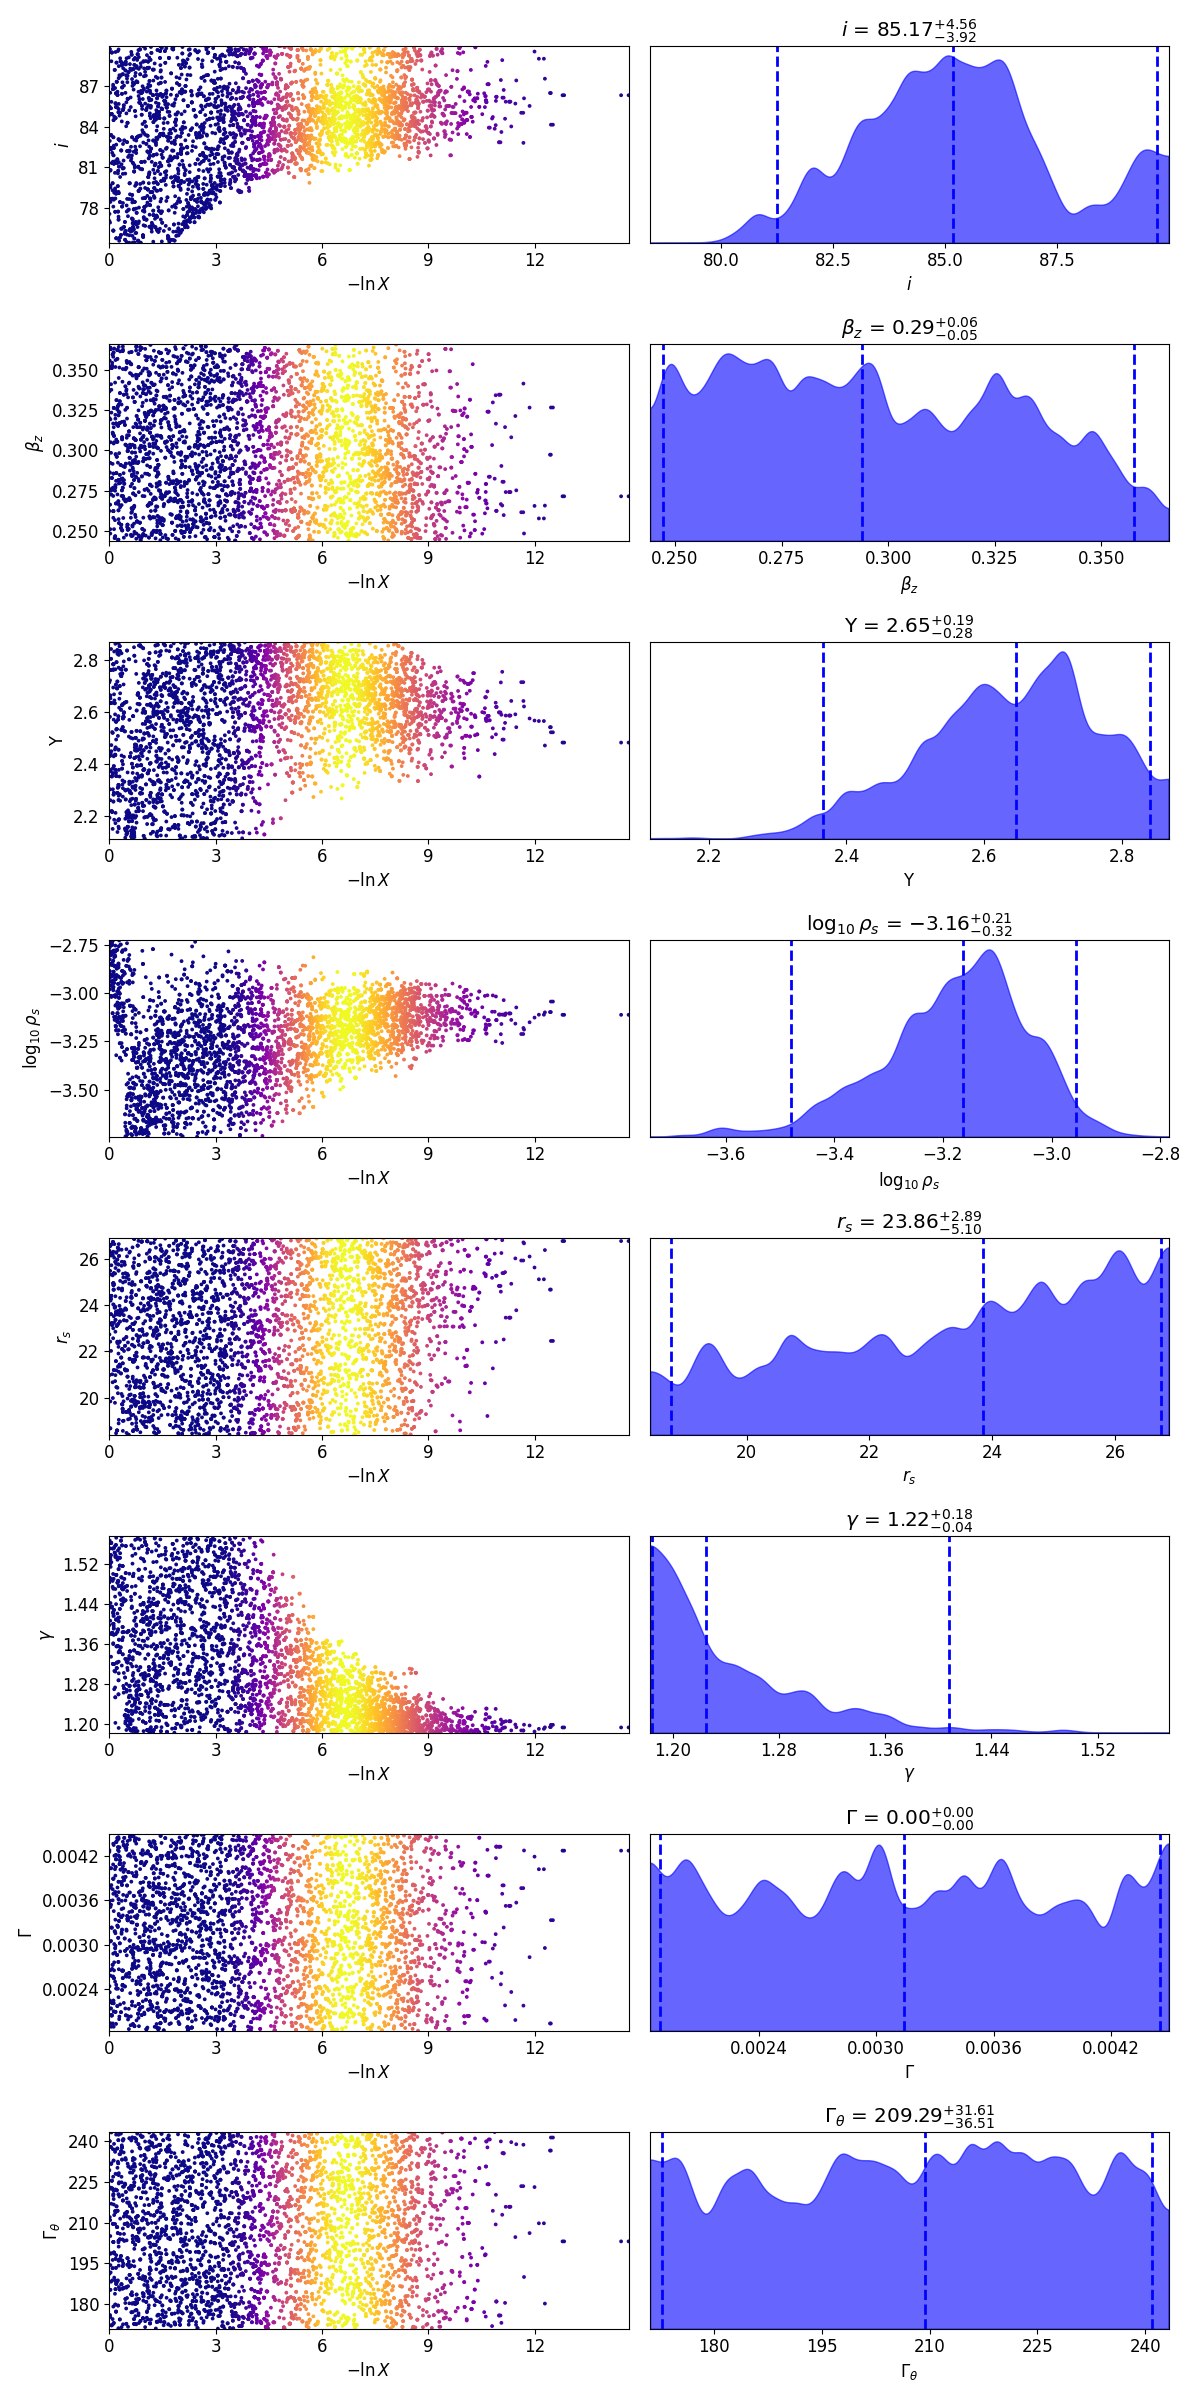 i = 85.17+4.56−3.92
87
84
81
78
i
0 3 6 9 12
80.0 82.5 85.0 87.5
−ln X
i
βz = 0.29+0.06−0.05
0.350
0.325
0.300
0.275
0.250
βz
0 3 6 9 12
0.250 0.275 0.300 0.325 0.350
−ln X
βz
Υ = 2.65+0.19−0.28
2.8
2.6
2.4
2.2
Υ
0 3 6 9 12
2.2 2.4 2.6 2.8
−ln X
Υ
log10 ρs = −3.16+0.21−0.32
−2.75
−3.00
−3.25
−3.50
log10 ρs
0 3 6 9 12
−3.6 −3.4 −3.2 −3.0 −2.8
−ln X
log10 ρs
rs = 23.86+2.89−5.10
26
24
22
20
rs
0 3 6 9 12
20 22 24 26
−ln X
rs
γ = 1.22+0.18−0.04
1.52
1.44
1.36
1.28
1.20
γ
0 3 6 9 12
1.20 1.28 1.36 1.44 1.52
−ln X
γ
Γ = 0.00+0.00−0.00
0.0042
0.0036
0.0030
0.0024
Γ
0 3 6 9 12
0.0024 0.0030 0.0036 0.0042
−ln X
Γ
Γθ = 209.29+31.61−36.51
240
225
210
195
180
Γθ
0 3 6 9 12
180 195 210 225 240
−ln X
Γθ